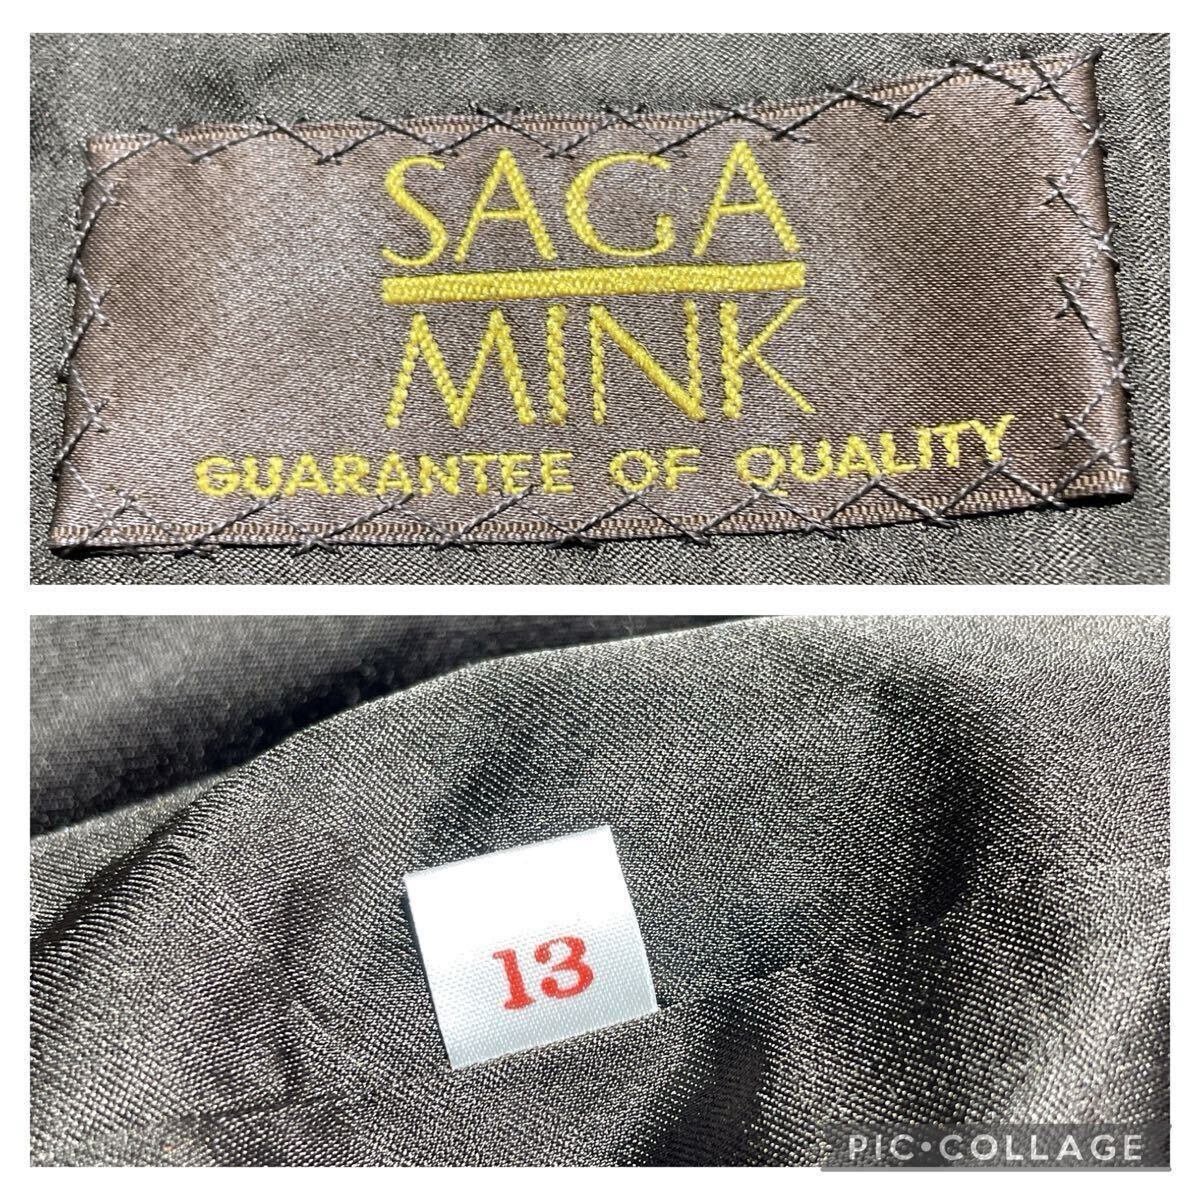 SAGA
MINK
GUARANTEE OF QUALITY
13
PIC•COLLAGE